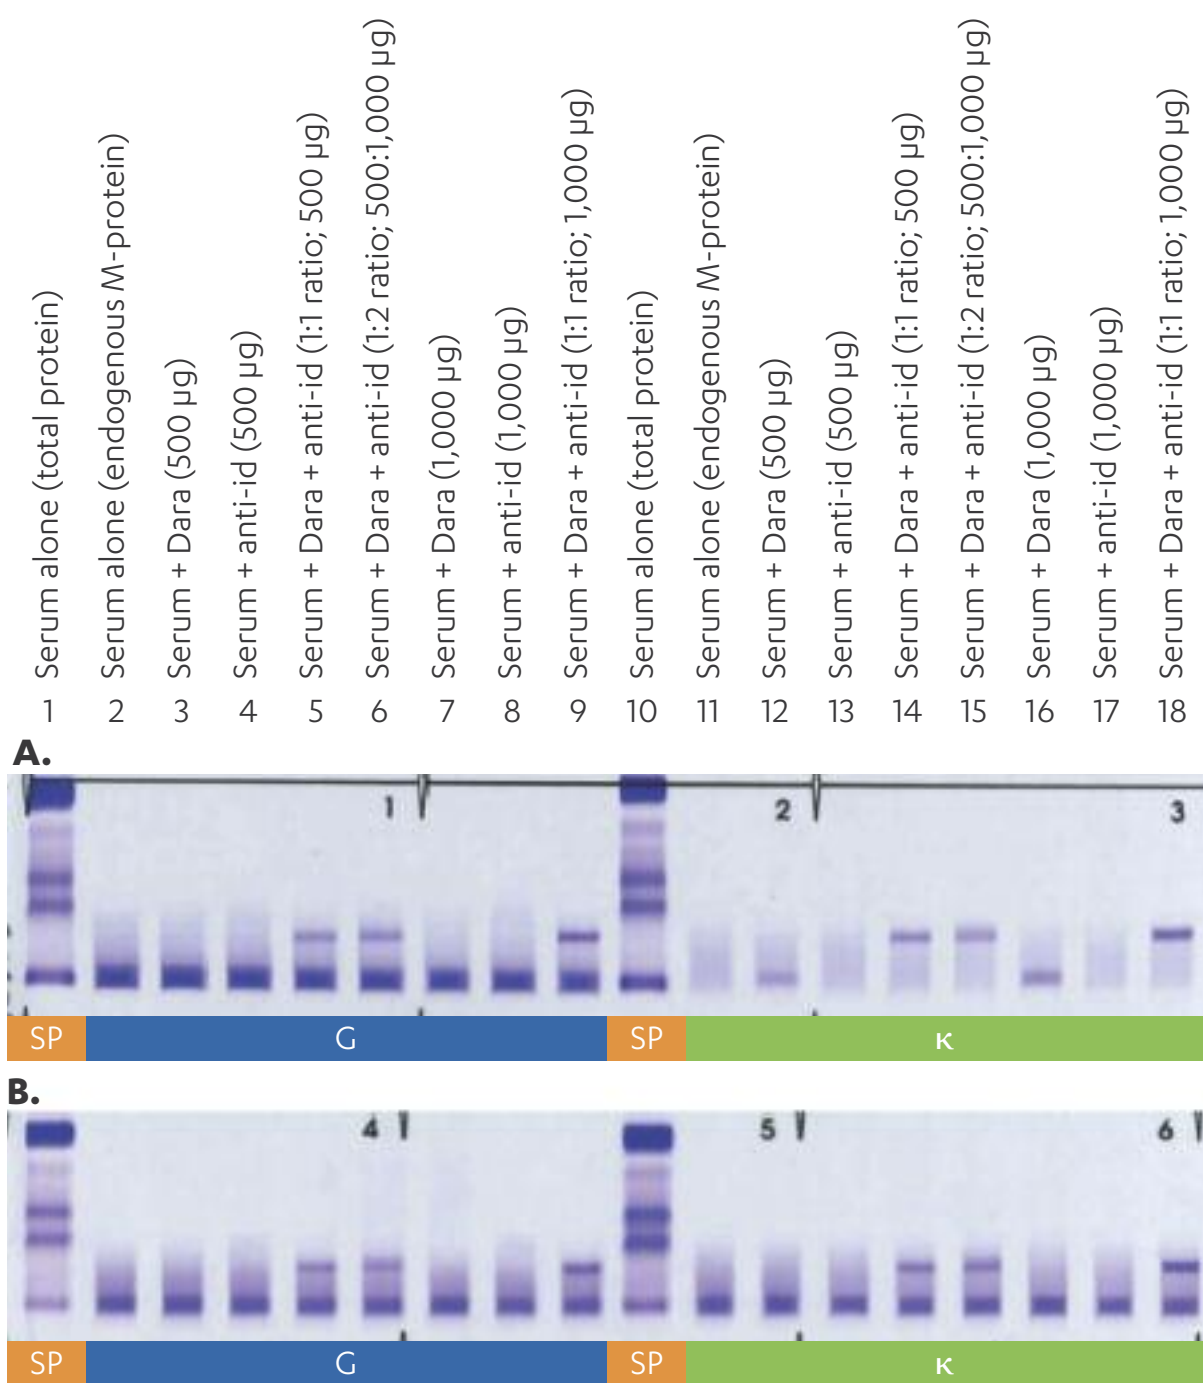 1 Serum alone (total protein)
2 Serum alone (endogenous M-protein)
3 Serum + Dara (500 µg)
4 Serum + anti-id (500 µg)
5 Serum + Dara + anti-id (1:1 ratio; 500 µg)
6 Serum + Dara + anti-id (1:2 ratio; 500:1,000 µg)
7 Serum + Dara (1,000 µg)
8 Serum + anti-id (1,000 µg)
9 Serum + Dara + anti-id (1:1 ratio; 1,000 µg)
10 Serum alone (total protein)
11 Serum alone (endogenous M-protein)
12 Serum + Dara (500 µg)
13 Serum + anti-id (500 µg)
14 Serum + Dara + anti-id (1:1 ratio; 500 µg)
15 Serum + Dara + anti-id (1:2 ratio; 500:1,000 µg)
16 Serum + Dara (1,000 µg)
17 Serum + anti-id (1,000 µg)
18 Serum + Dara + anti-id (1:1 ratio; 1,000 µg)
A.
1 2 3
SP G SP κ
B.
4 5 6
SP G SP κ